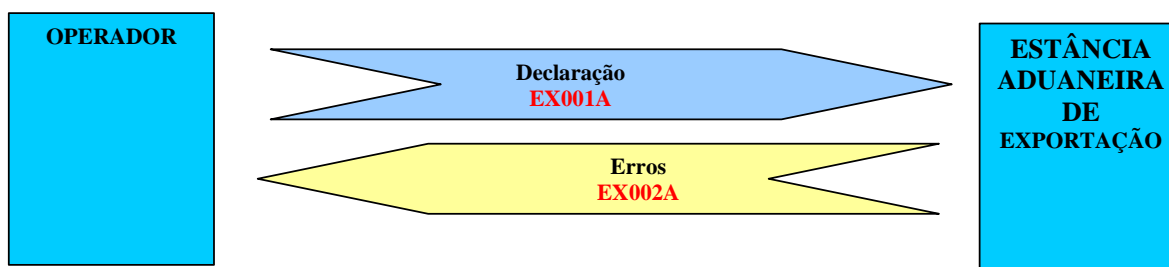 OPERADOR
Declaração
EX001A
Erros
EX002A
ESTÂNCIA
ADUANEIRA
DE
EXPORTAÇÃO